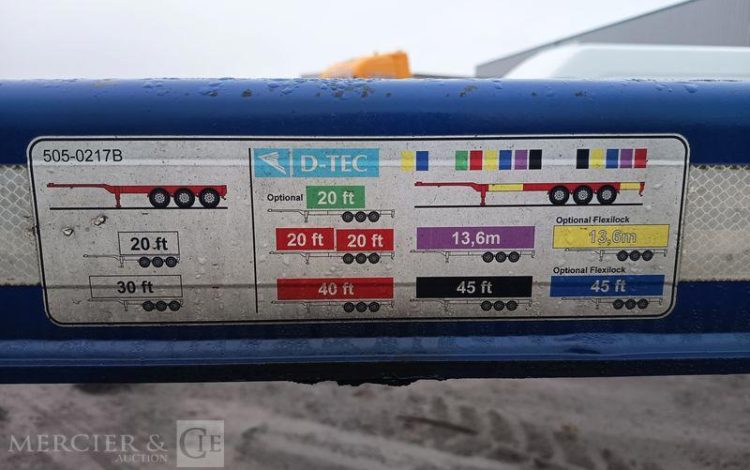 505-0217B
D-TEC
Optional 20 ft
20 ft
30 ft
20 ft 20 ft
40 ft
13,6m
45 ft
Optional Flexilock
13,6m
Optional Flexilock
45 ft
MERCIER & CIE
AUCTION